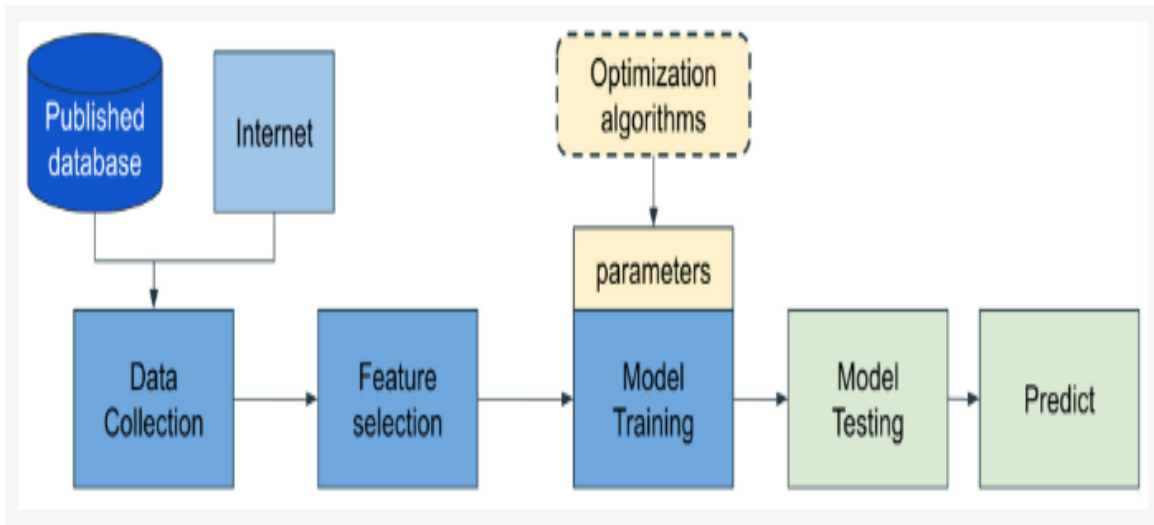 Published
database
Internet
Optimization
algorithms
parameters
Data
Collection
Feature
selection
Model
Training
Model
Testing
Predict